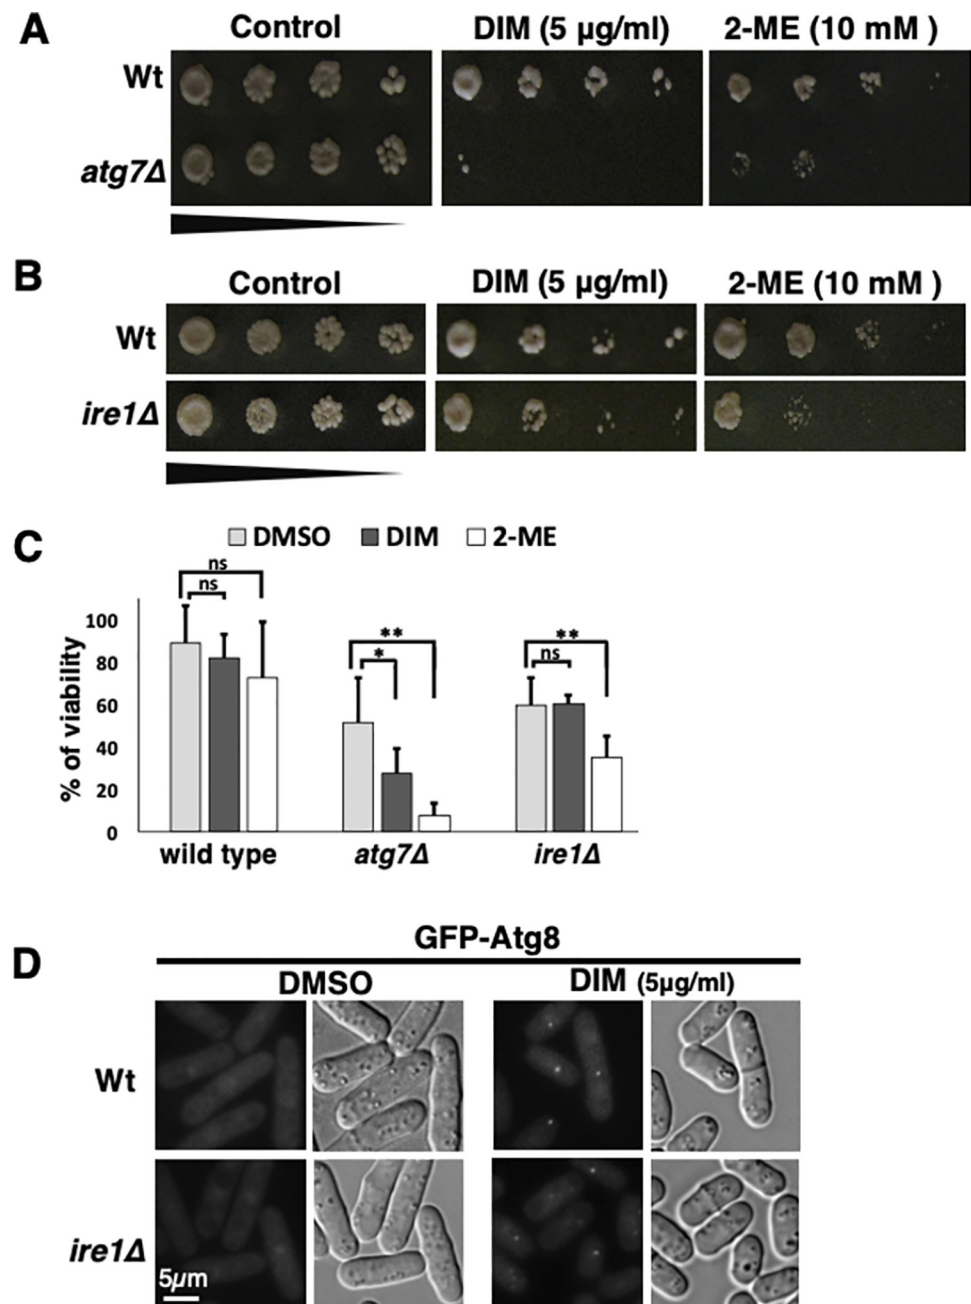 A
Control
DIM (5 µg/ml)
2-ME (10 mM )
Wt
atg7Δ
B
Control
DIM (5 µg/ml)
2-ME (10 mM )
Wt
ire1Δ
C
DMSO DIM 2-ME
ns
ns
**
*
**
ns
% of viability
100
80
60
40
20
0
wild type
atg7Δ
ire1Δ
D
GFP-Atg8
DMSO
DIM (5µg/ml)
Wt
ire1Δ
5µm